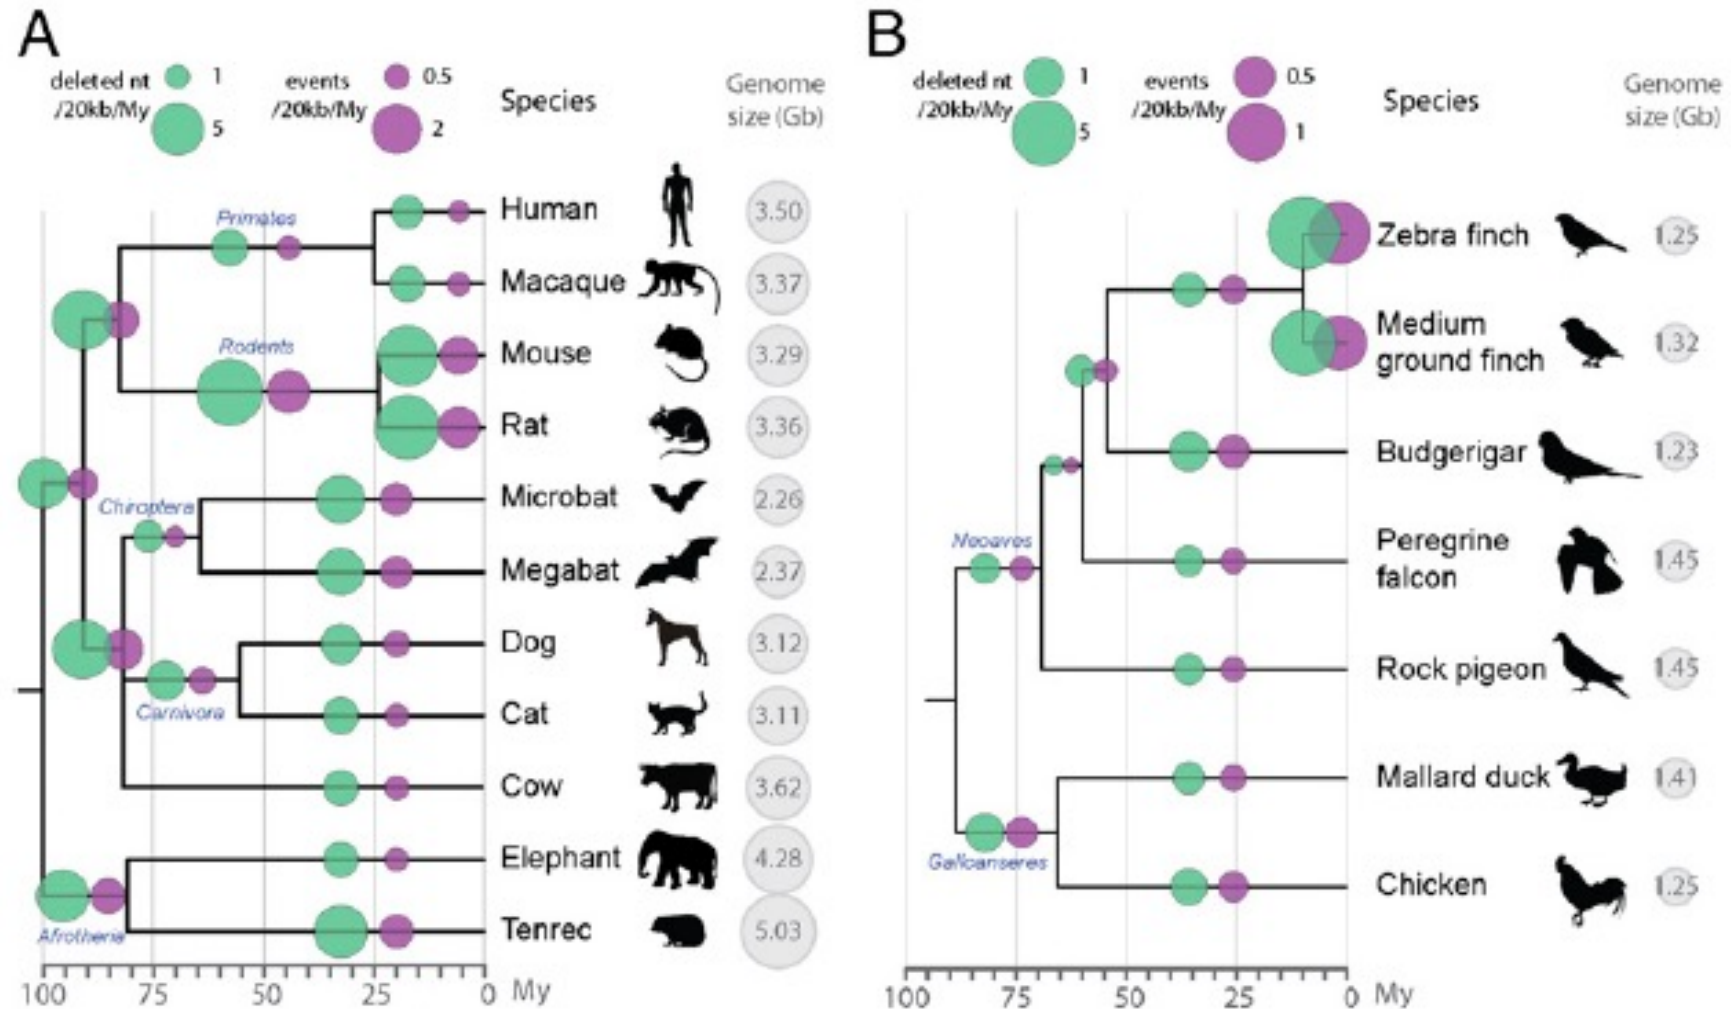 A
deleted nt
/20kb/My
1
5
events
/20kb/My
0.5
2
Species
Genome
size (Gb)
Primates
Human
3.50
Macaque
3.37
Rodents
Mouse
3.29
Rat
3.36
Chiroptera
Microbat
2.26
Megabat
2.37
Dog
3.12
Carnivora
Cat
3.11
Cow
3.62
Elephant
4.28
Afrotheria
Tenrec
5.03
100 75 50 25 0 My
B
deleted nt
/20kb/My
1
5
events
/20kb/My
0.5
1
Species
Genome
size (Gb)
Zebra finch
1.25
Medium
ground finch
1.32
Budgerigar
1.23
Neoaves
Peregrine
falcon
1.45
Rock pigeon
1.45
Mallard duck
1.41
Galloanseres
Chicken
1.25
100 75 50 25 0 My